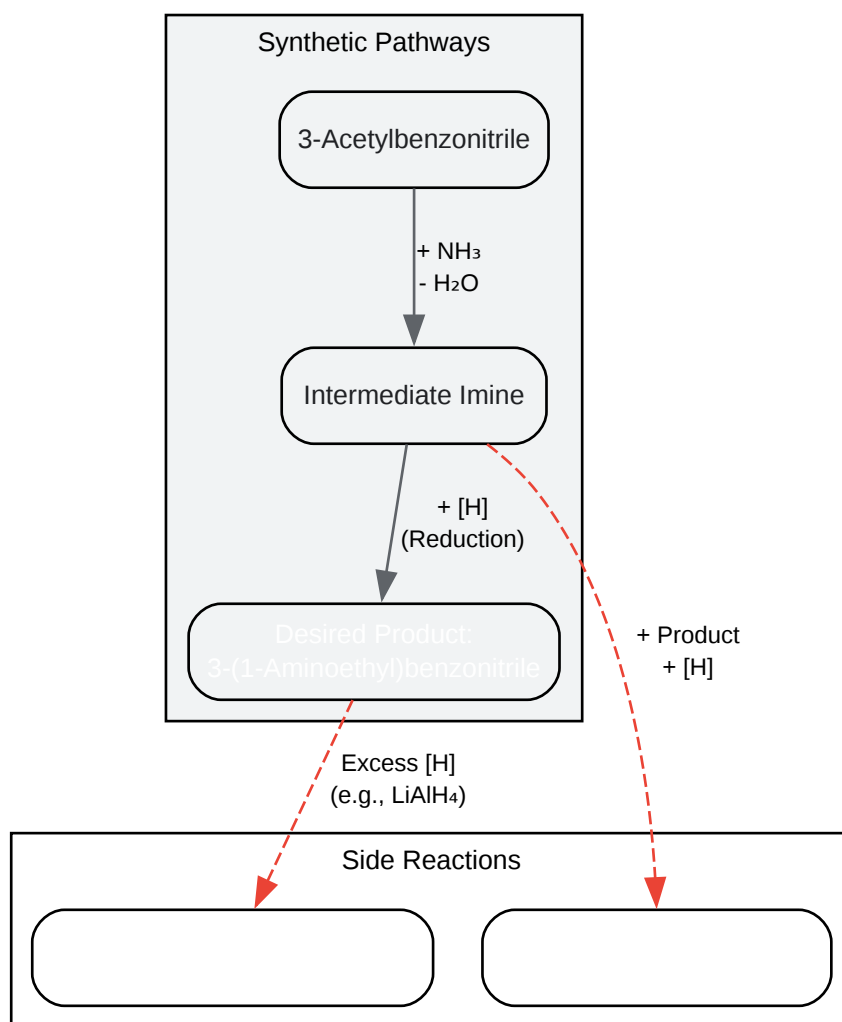 Synthetic Pathways
3-Acetylbenzonitrile
+ NH₃
- H₂O
Intermediate Imine
+ [H]
(Reduction)
Desired Product:
3-(1-Aminoethyl)benzonitrile
+ Product
+ [H]
Excess [H]
(e.g., LiAlH₄)
Side Reactions